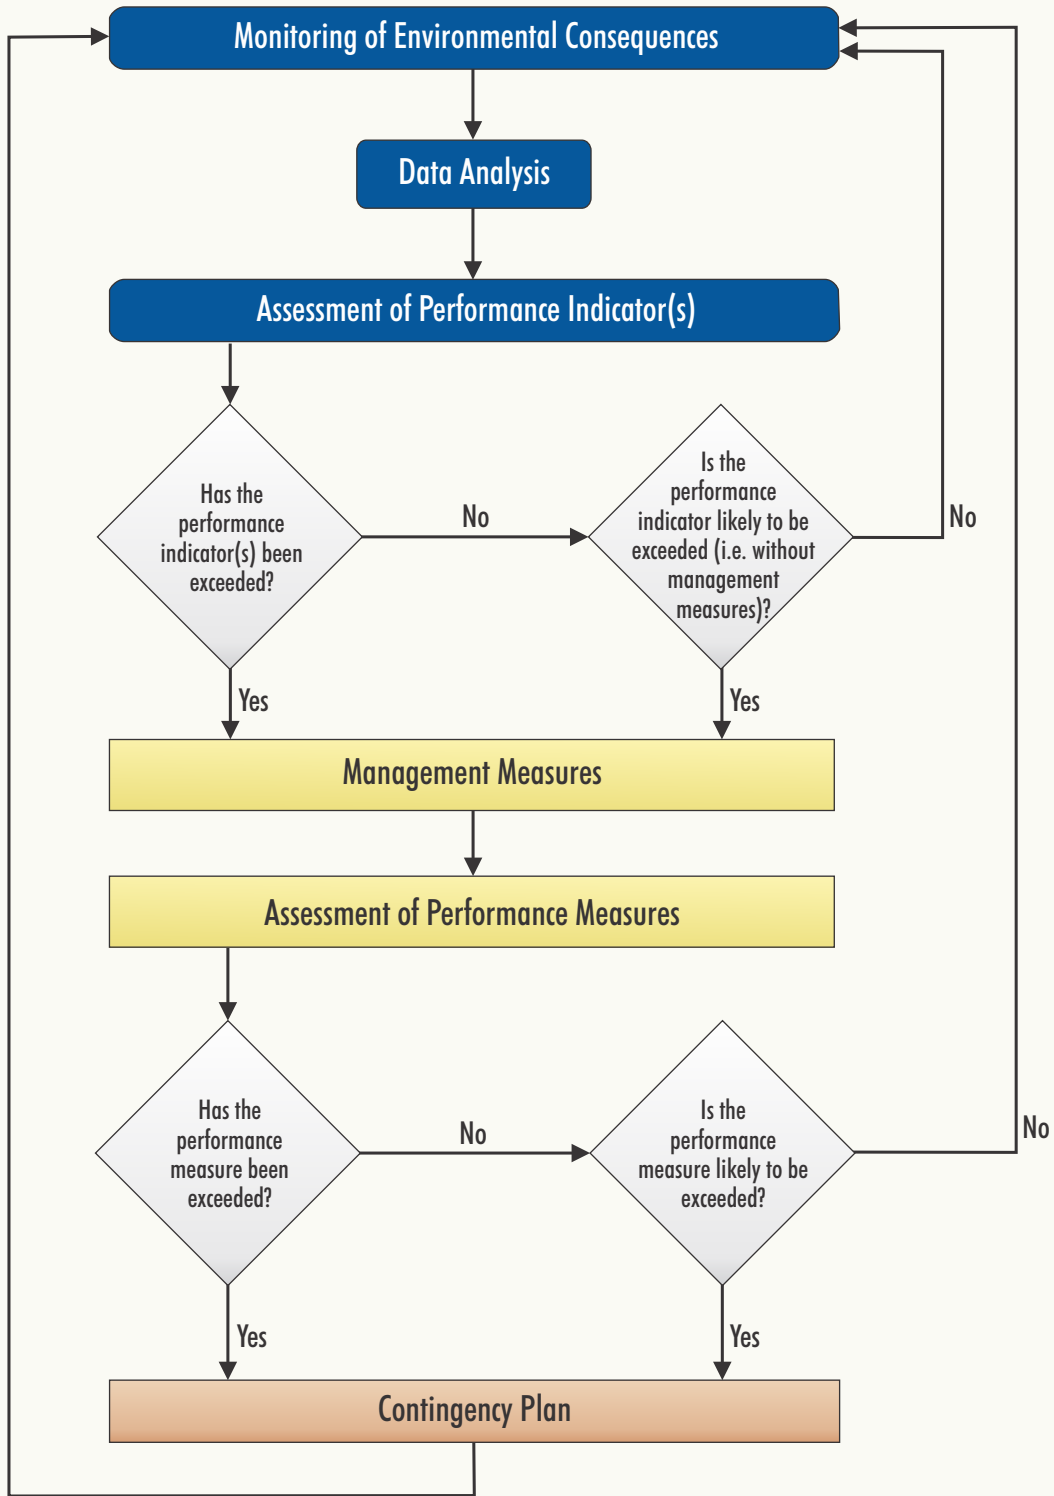 Monitoring of Environmental Consequences
Data Analysis
Assessment of Performance Indicator(s)
Has the
performance
indicator(s) been
exceeded?
No
Is the
performance
indicator likely to be
exceeded (i.e. without
management
measures)?
No
Yes
Yes
Management Measures
Assessment of Performance Measures
Has the
performance
measure been
exceeded?
No
Is the
performance
measure likely to be
exceeded?
No
Yes
Yes
Contingency Plan